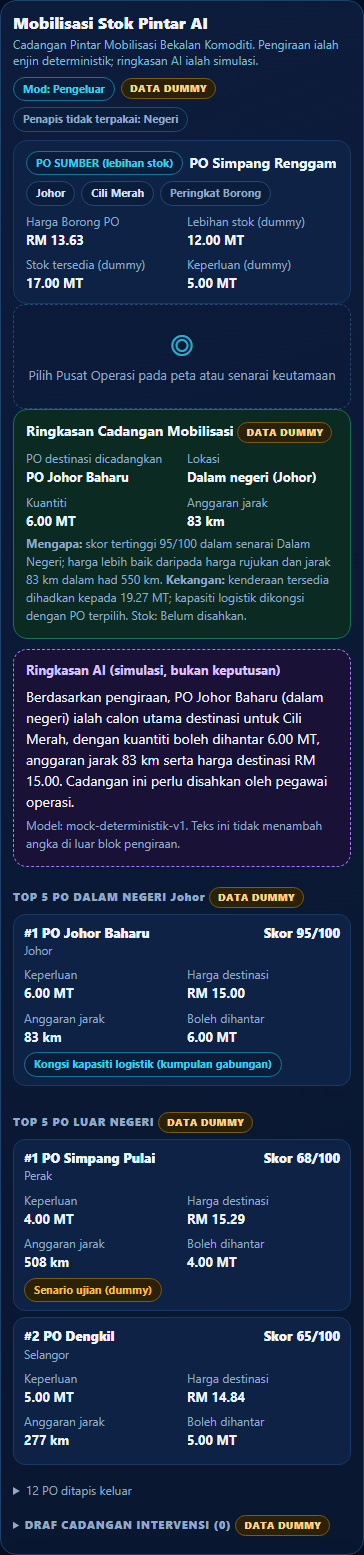 Mobilisasi Stok Pintar AI
Cadangan Pintar Mobilisasi Bekalan Komoditi. Pengiraan ialah
enjin deterministik; ringkasan AI ialah simulasi.
Mod: Pengeluar DATA DUMMY
Penapis tidak terpakai: Negeri
PO SUMBER (lebihan stok) PO Simpang Renggam
Johor Cili Merah Peringkat Borong
Harga Borong PO Lebihan stok (dummy)
RM 13.63 12.00 MT
Stok tersedia (dummy) Keperluan (dummy)
17.00 MT 5.00 MT
Pilih Pusat Operasi pada peta atau senarai keutamaan
Ringkasan Cadangan Mobilisasi DATA DUMMY
PO destinasi dicadangkan Lokasi
PO Johor Baharu Dalam negeri (Johor)
Kuantiti Anggaran jarak
6.00 MT 83 km
Mengapa: skor tertinggi 95/100 dalam senarai Dalam
Negeri; harga lebih baik daripada harga rujukan dan jarak
83 km dalam had 550 km. Kekangan: kenderaan tersedia
dihadkan kepada 19.27 MT; kapasiti logistik dikongsi
dengan PO terpilih. Stok: Belum disahkan.
Ringkasan AI (simulasi, bukan keputusan)
Berdasarkan pengiraan, PO Johor Baharu (dalam
negeri) ialah calon utama destinasi untuk Cili
Merah, dengan kuantiti boleh dihantar 6.00 MT,
anggaran jarak 83 km serta harga destinasi RM
15.00. Cadangan ini perlu disahkan oleh pegawai
operasi.
Model: mock-deterministik-v1. Teks ini tidak menambah
angka di luar blok pengiraan.
TOP 5 PO DALAM NEGERI Johor DATA DUMMY
#1 PO Johor Baharu Skor 95/100
Johor
Keperluan Harga destinasi
6.00 MT RM 15.00
Anggaran jarak Boleh dihantar
83 km 6.00 MT
Kongsi kapasiti logistik (kumpulan gabungan)
TOP 5 PO LUAR NEGERI DATA DUMMY
#1 PO Simpang Pulai Skor 68/100
Perak
Keperluan Harga destinasi
4.00 MT RM 15.29
Anggaran jarak Boleh dihantar
508 km 4.00 MT
Senario ujian (dummy)
#2 PO Dengkil Skor 65/100
Selangor
Keperluan Harga destinasi
5.00 MT RM 14.84
Anggaran jarak Boleh dihantar
277 km 5.00 MT
12 PO ditapis keluar
DRAF CADANGAN INTERVENSI (0) DATA DUMMY